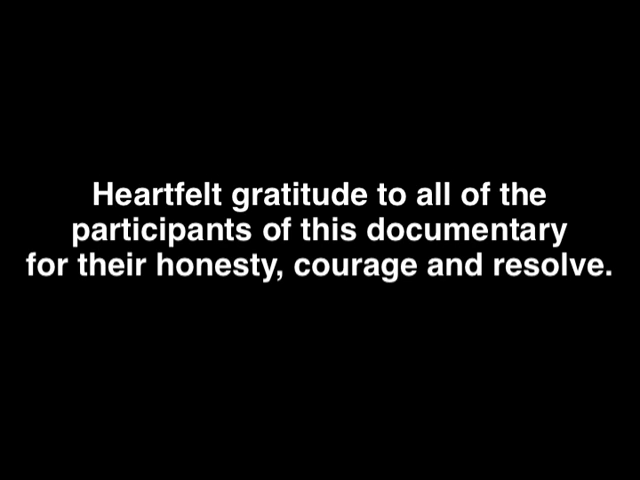 Heartfelt gratitude to all of the
participants of this documentary
for their honesty, courage and resolve.